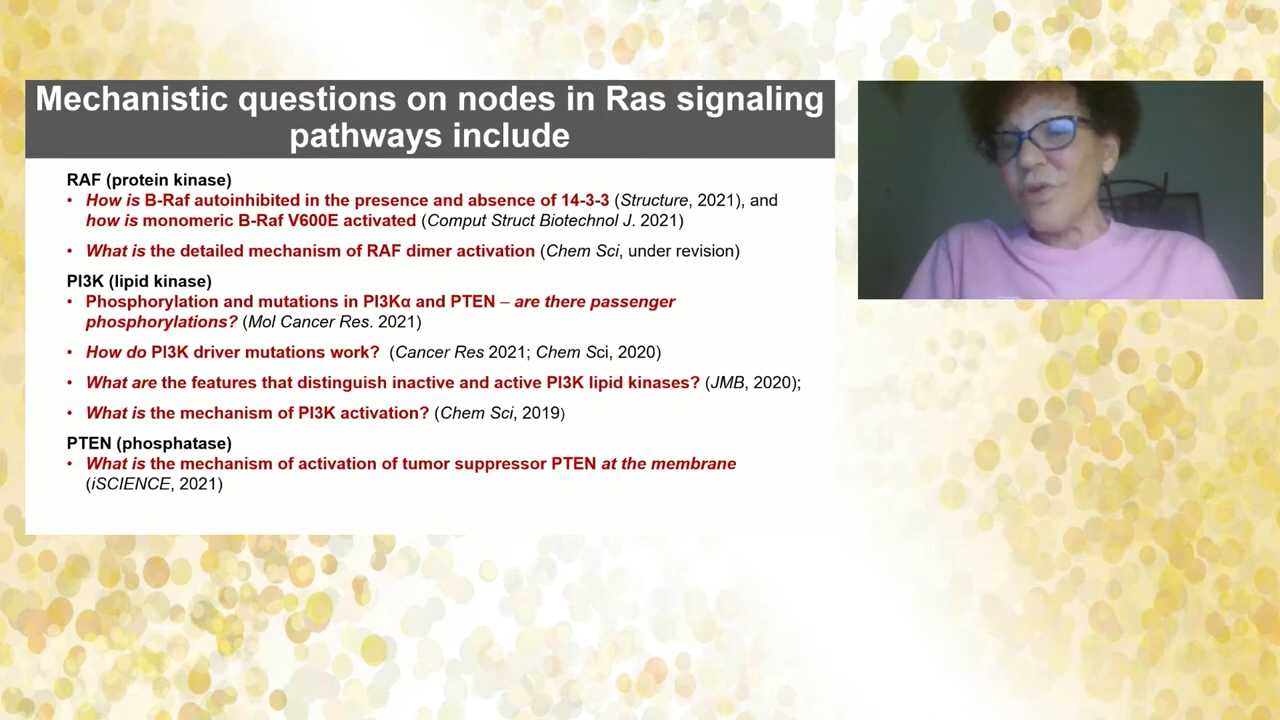 Mechanistic questions on nodes in Ras signaling
pathways include
RAF (protein kinase)
• How is B-Raf autoinhibited in the presence and absence of 14-3-3 (Structure, 2021), and
how is monomeric B-Raf V600E activated (Comput Struct Biotechnol J. 2021)
• What is the detailed mechanism of RAF dimer activation (Chem Sci, under revision)
PI3K (lipid kinase)
• Phosphorylation and mutations in PI3Kα and PTEN – are there passenger
phosphorylations? (Mol Cancer Res. 2021)
• How do PI3K driver mutations work? (Cancer Res 2021; Chem Sci, 2020)
• What are the features that distinguish inactive and active PI3K lipid kinases? (JMB, 2020);
• What is the mechanism of PI3K activation? (Chem Sci, 2019)
PTEN (phosphatase)
• What is the mechanism of activation of tumor suppressor PTEN at the membrane
(iSCIENCE, 2021)